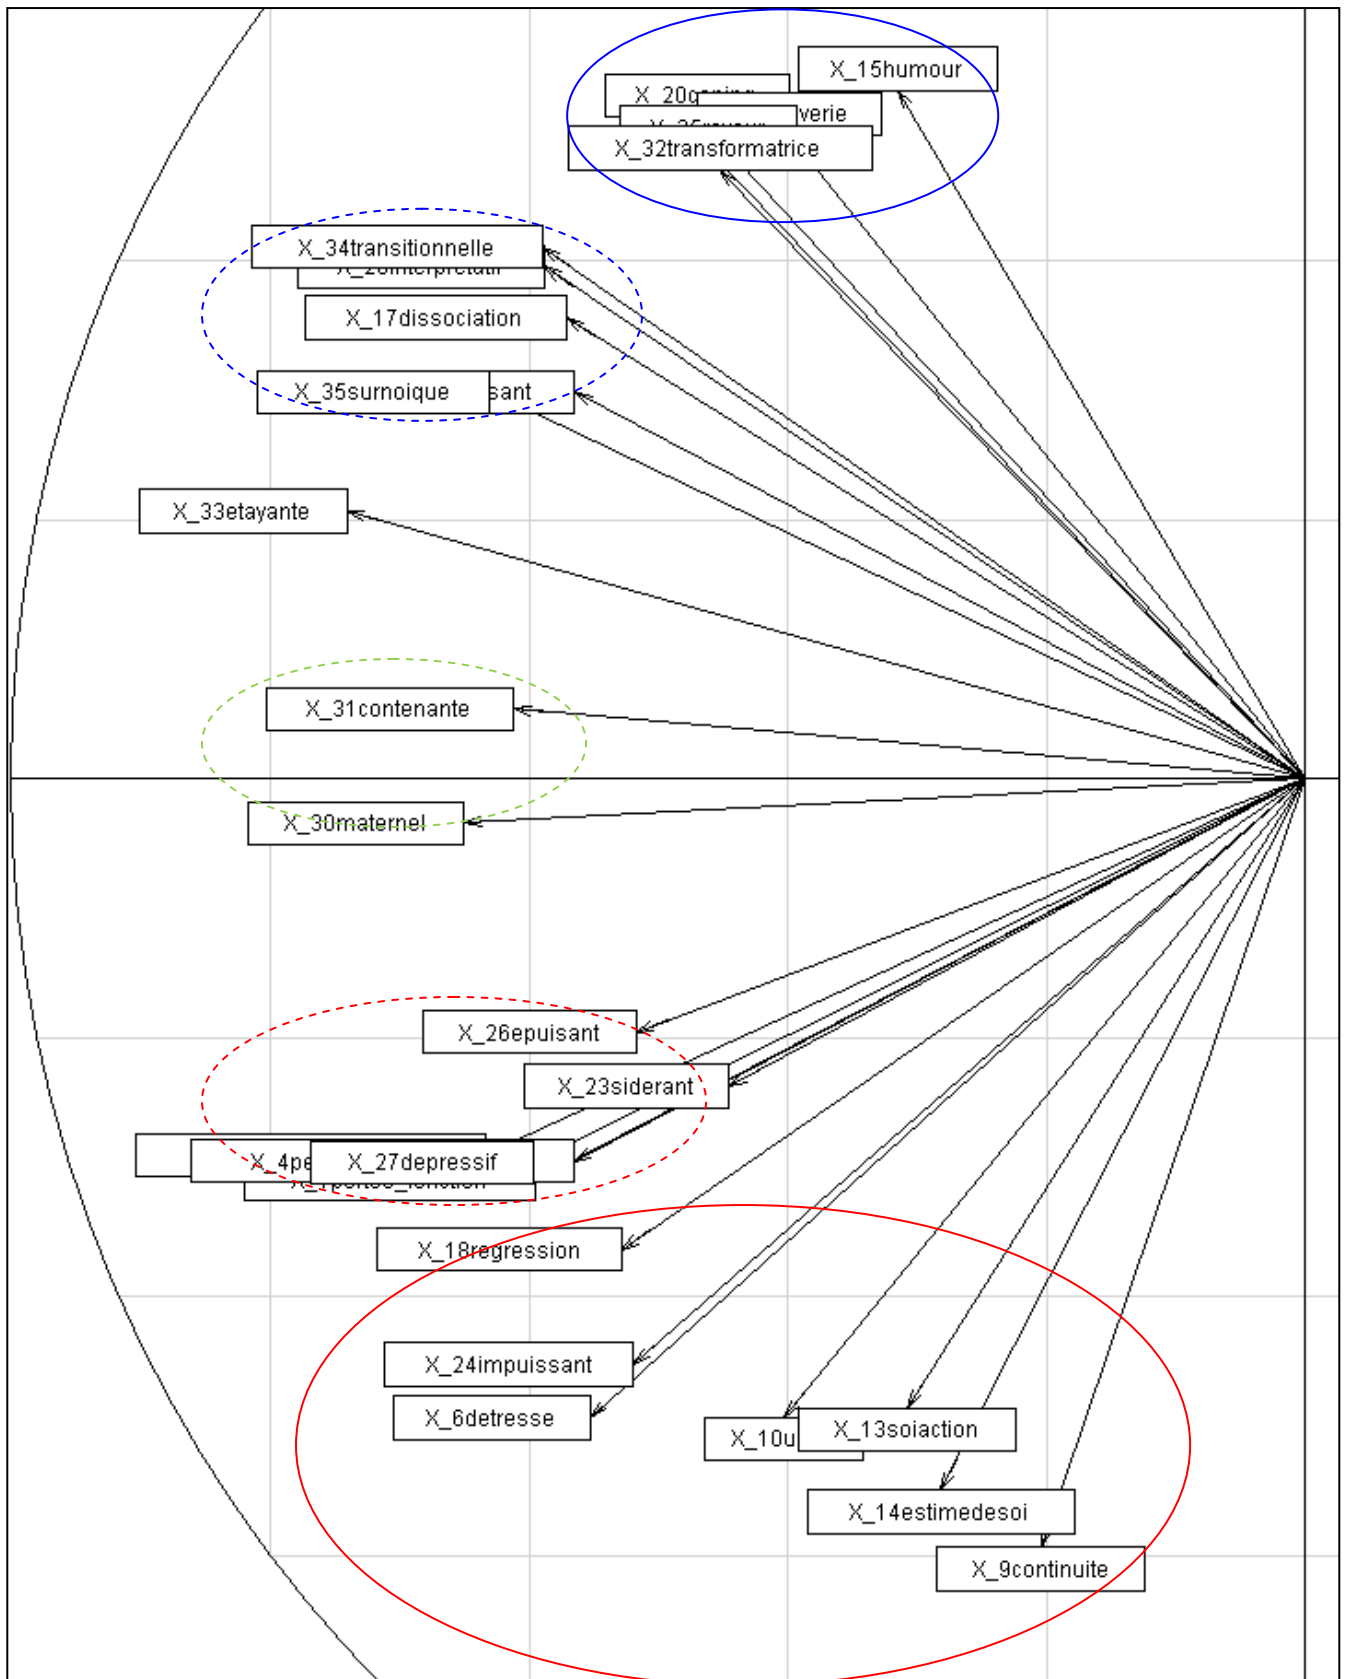 X_15humour
verie
X_32transformatrice
X_34transitionnelle
X_17dissociation
X_35surnoique
sant
X_33etayante
X_31contenante
X_30maternel
X_26epuisant
X_23siderant
X_4pe
X_27depressif
X_18regression
X_24impuissant
X_6detresse
X_10u
X_13soiaction
X_14estimedesoi
X_9continuite